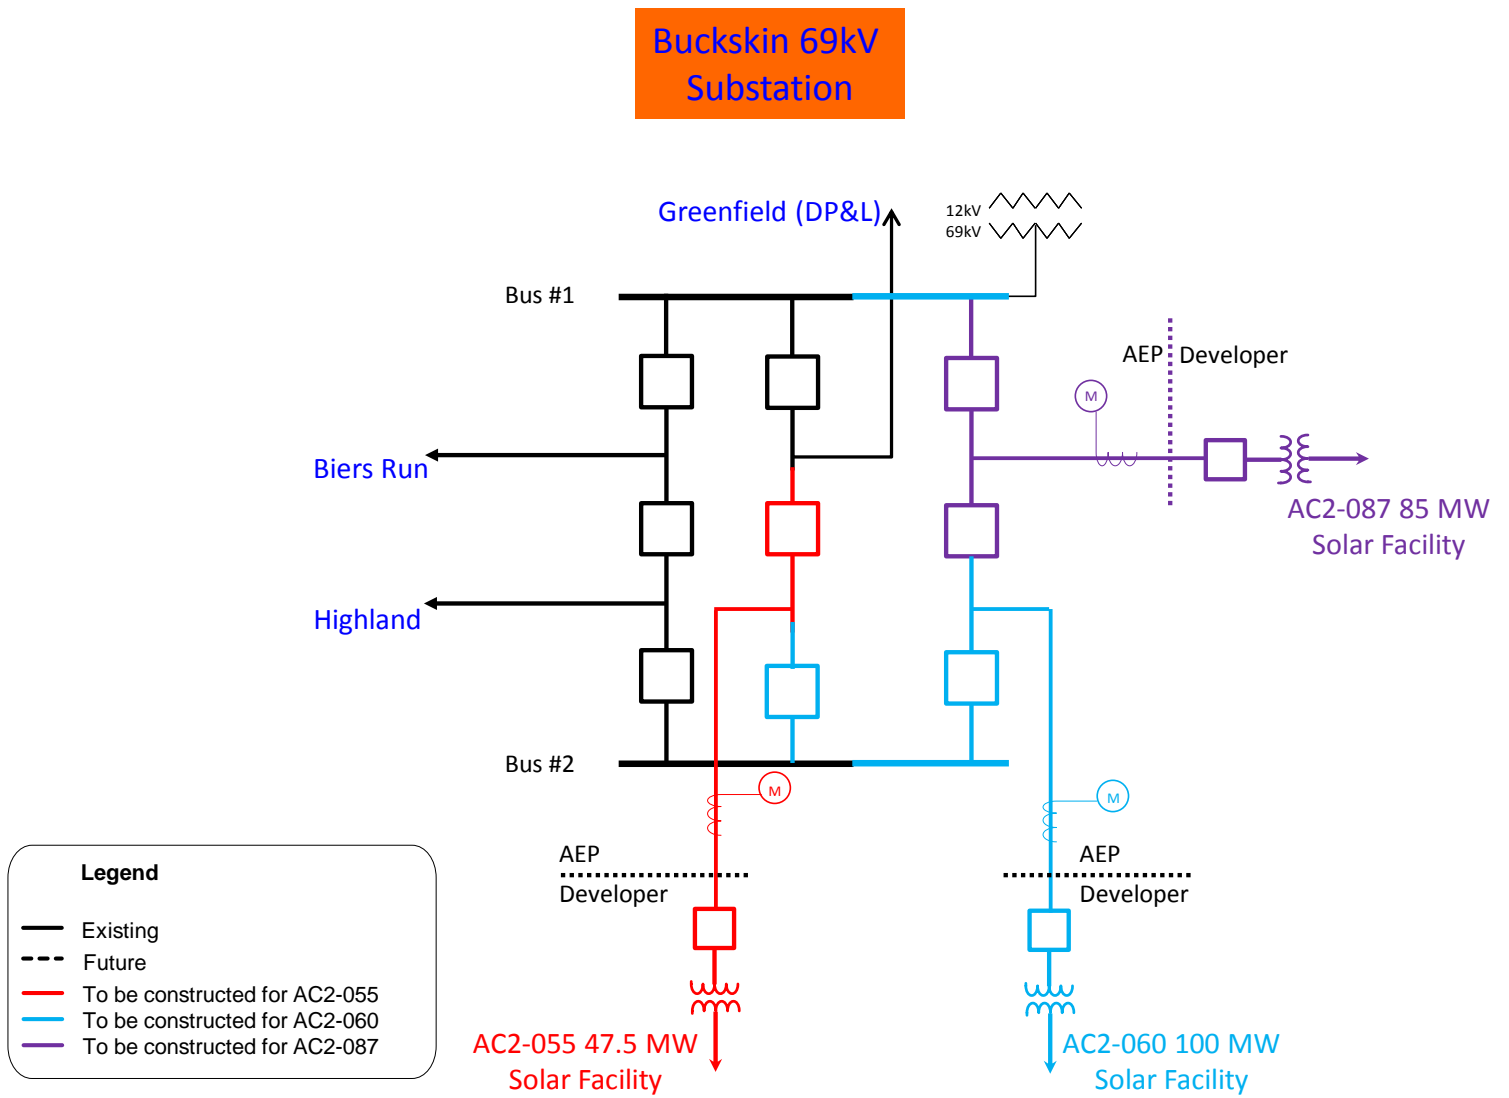 Buckskin 69kV
Substation
Greenfield (DP&L)
12kV
69kV
Bus #1
AEP
Developer
M
Biers Run
AC2-087 85 MW
Solar Facility
Highland
Bus #2
M
M
AEP
Developer
AEP
Developer
Legend
Existing
Future
To be constructed for AC2-055
To be constructed for AC2-060
To be constructed for AC2-087
AC2-055 47.5 MW
Solar Facility
AC2-060 100 MW
Solar Facility